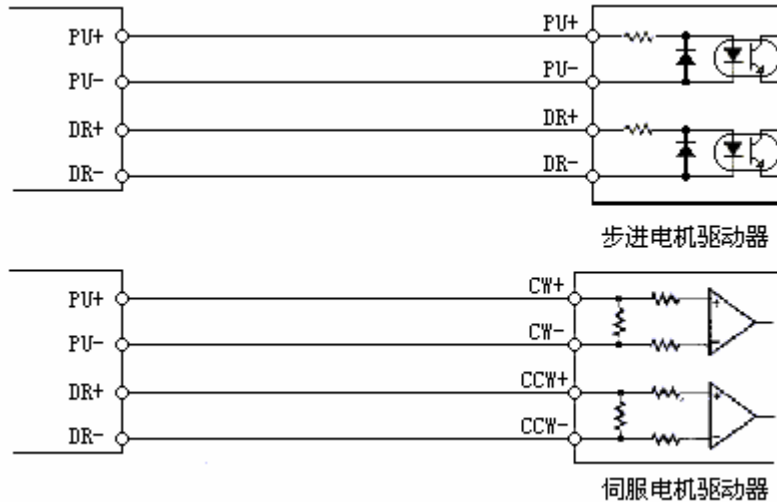 PU+ PU+
PU- PU-
DR+ DR+
DR- DR-
步进电机驱动器
PU+ CW+
PU- CW-
DR+ CCW+
DR- CCW-
伺服电机驱动器